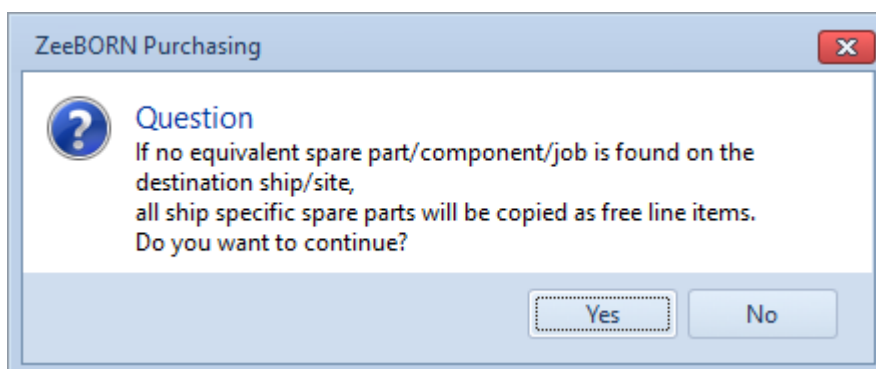 ZeeBORN Purchasing
Question
If no equivalent spare part/component/job is found on the
destination ship/site,
all ship specific spare parts will be copied as free line items.
Do you want to continue?
Yes
No